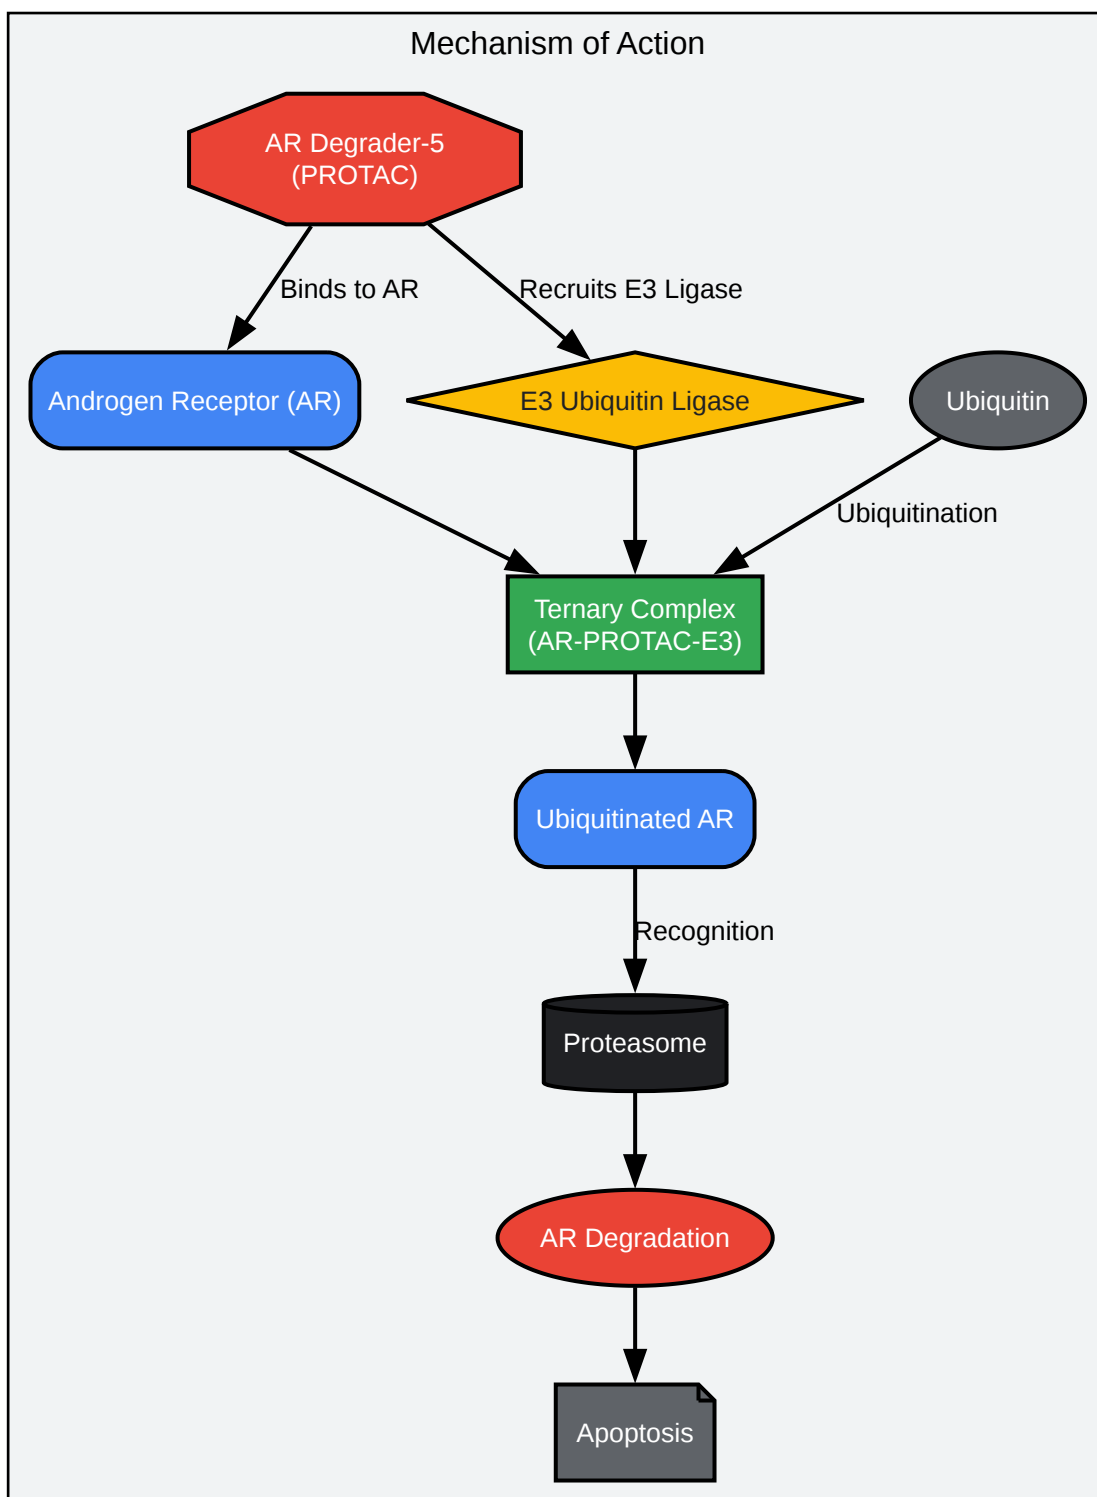 Mechanism of Action
AR Degrader-5
(PROTAC)
Binds to AR
Recruits E3 Ligase
Androgen Receptor (AR)
E3 Ubiquitin Ligase
Ubiquitin
Ubiquitination
Ternary Complex
(AR-PROTAC-E3)
Ubiquitinated AR
Recognition
Proteasome
AR Degradation
Apoptosis